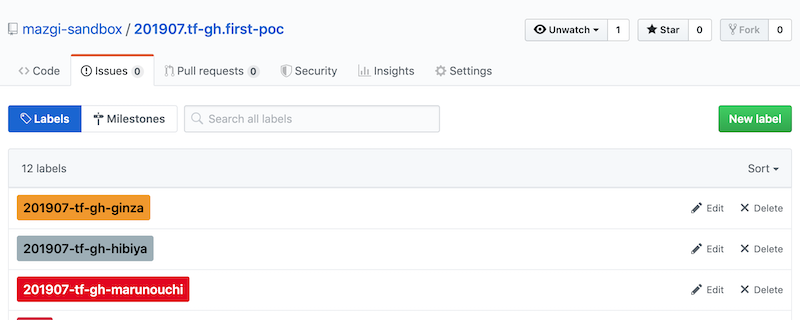 mazgi-sandbox / 201907.tf-gh.first-poc
Unwatch 1 Star 0 Fork 0
Code Issues 0 Pull requests 0 Security Insights Settings
Labels Milestones Search all labels New label
12 labels Sort
201907-tf-gh-ginza Edit Delete
201907-tf-gh-hibiya Edit Delete
201907-tf-gh-marunouchi Edit Delete